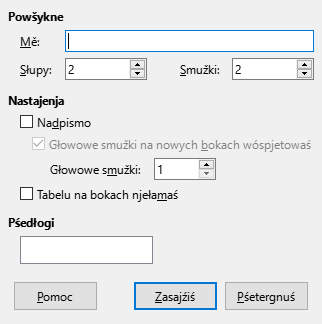 Powšykne
Mě:
Słupy: 2 Smužki: 2
Nastajenja
Nadpismo
Głowowe smužki na nowych bokach wóspjetowaś
Głowowe smužki: 1
Tabelu na bokach njełamaś
Pśedłogi
Pomoc Zasajźiś Pśetergnuś